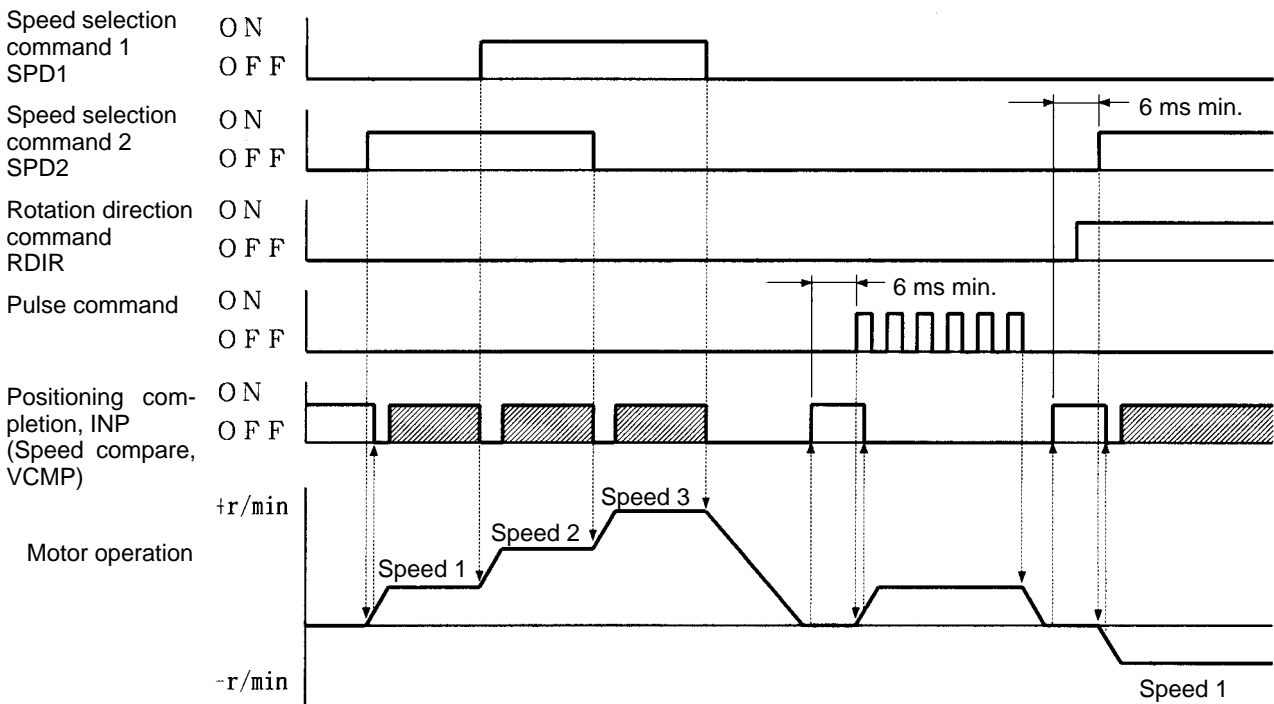 Speed selection
command 1
SPD1
ON
OFF
Speed selection
command 2
SPD2
ON
OFF
6 ms min.
Rotation direction
command
RDIR
ON
OFF
Pulse command
ON
OFF
6 ms min.
Positioning com-
pletion, INP
(Speed compare,
VCMP)
ON
OFF
Motor operation
+r/min
Speed 1
Speed 2
Speed 3
-r/min
Speed 1